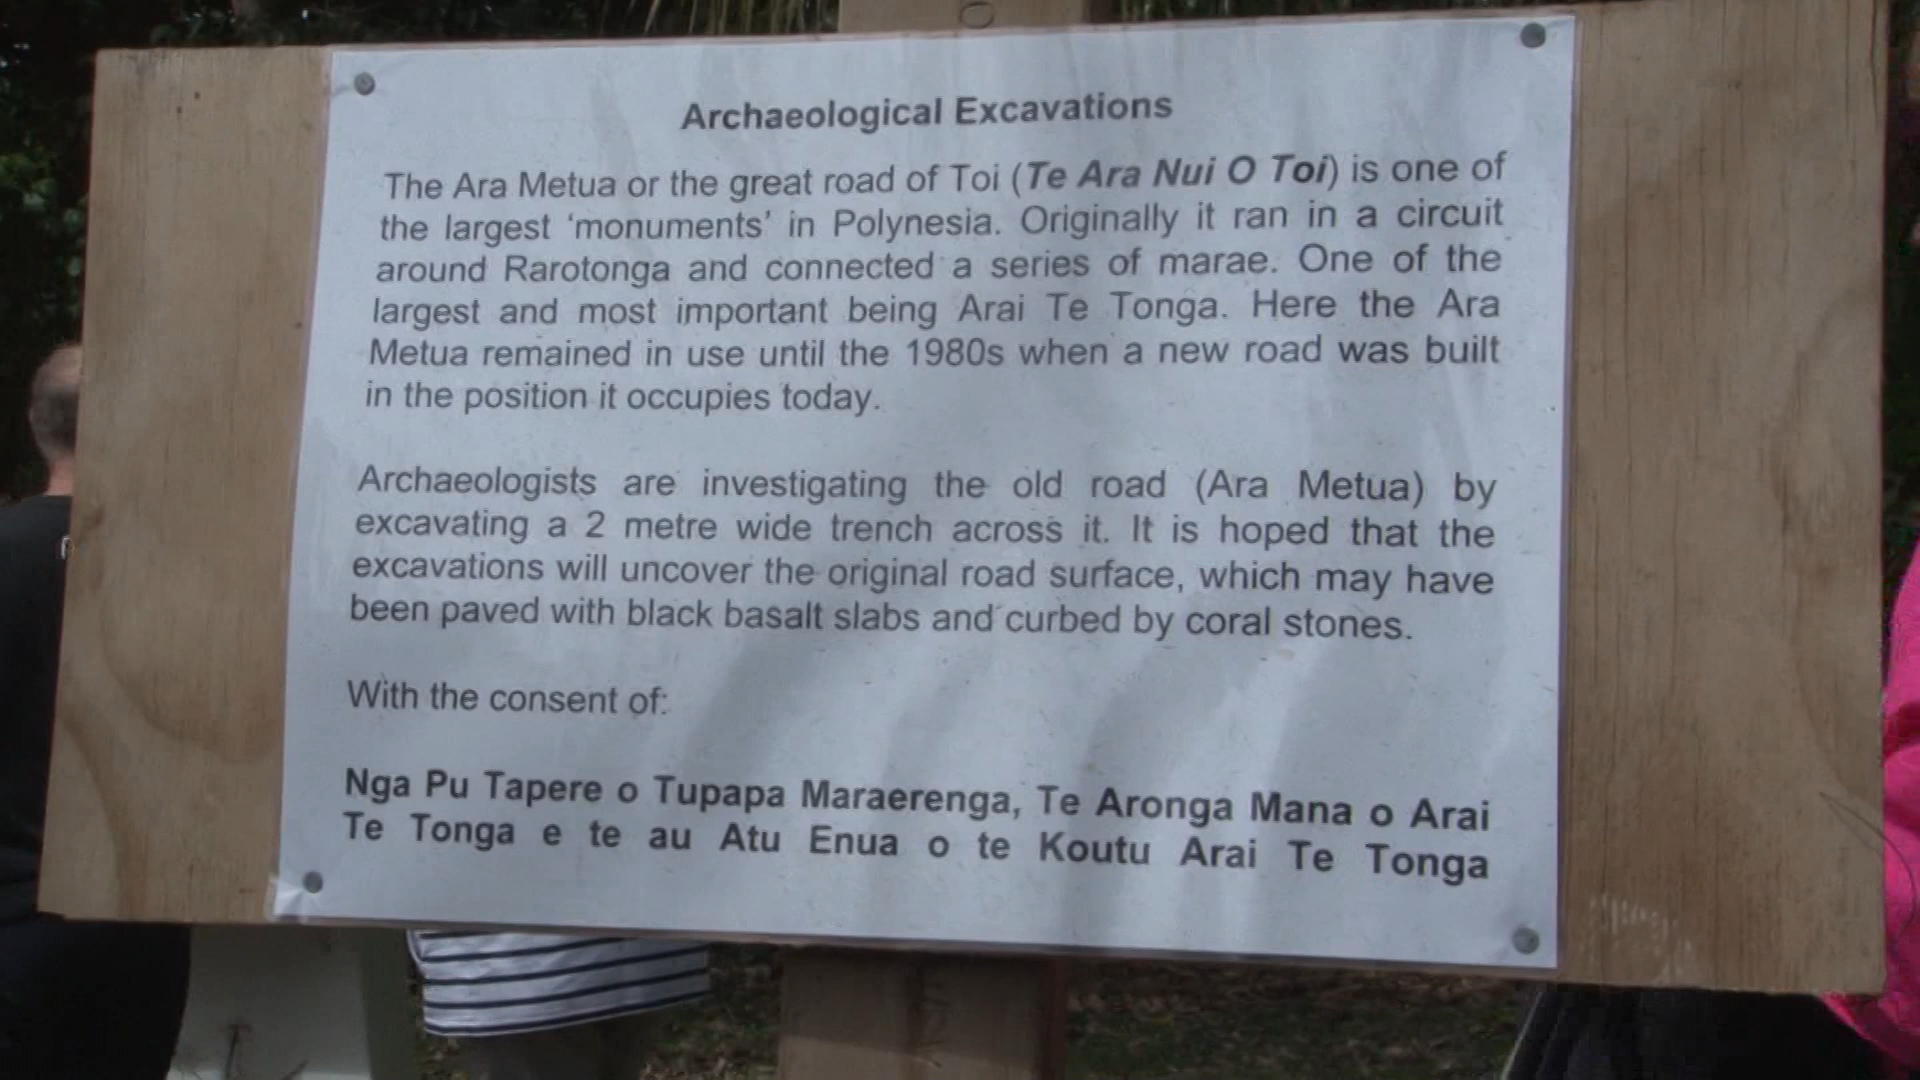 Archaeological Excavations
The Ara Metua or the great road of Toi (Te Ara Nui O Toi) is one of
the largest ‘monuments’ in Polynesia. Originally it ran in a circuit
around Rarotonga and connected a series of marae. One of the
largest and most important being Arai Te Tonga. Here the Ara
Metua remained in use until the 1980s when a new road was built
in the position it occupies today.
Archaeologists are investigating the old road (Ara Metua) by
excavating a 2 metre wide trench across it. It is hoped that the
excavations will uncover the original road surface, which may have
been paved with black basalt slabs and curbed by coral stones.
With the consent of:
Nga Pu Tapere o Tupapa Maraerenga, Te Aronga Mana o Arai
Te Tonga e te au Atu Enua o te Koutu Arai Te Tonga